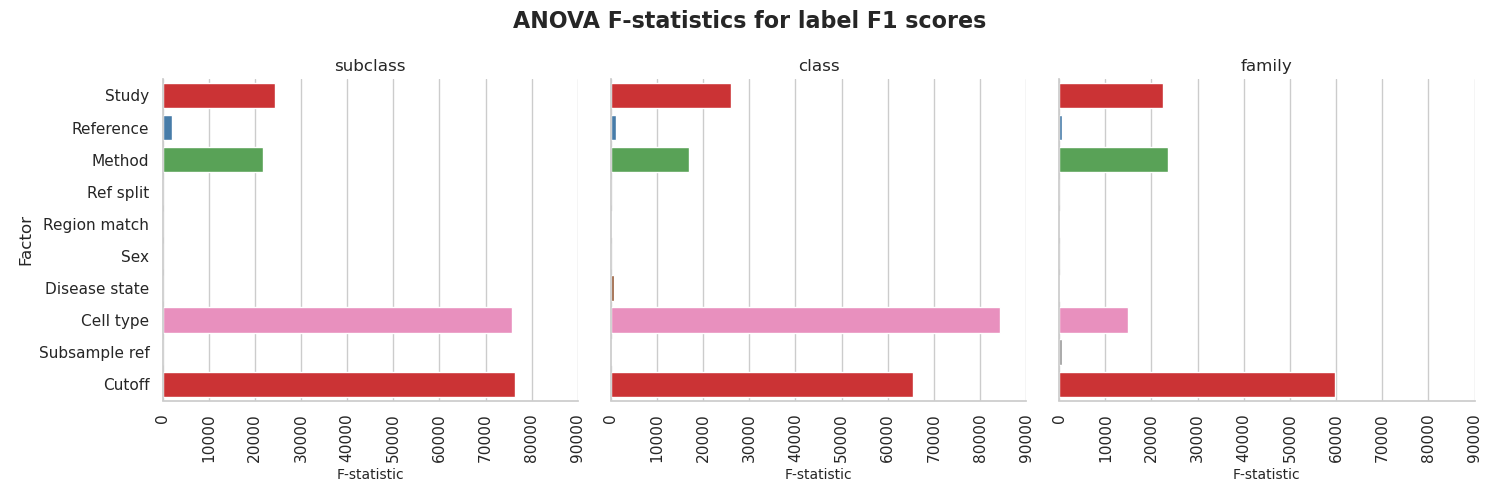 ANOVA F-statistics for label F1 scores
subclass
class
family
Factor
Study
Reference
Method
Ref split
Region match
Sex
Disease state
Cell type
Subsample ref
Cutoff
0 10000 20000 30000 40000 50000 60000 70000 80000 90000
0 10000 20000 30000 40000 50000 60000 70000 80000 90000
0 10000 20000 30000 40000 50000 60000 70000 80000 90000
F-statistic
F-statistic
F-statistic